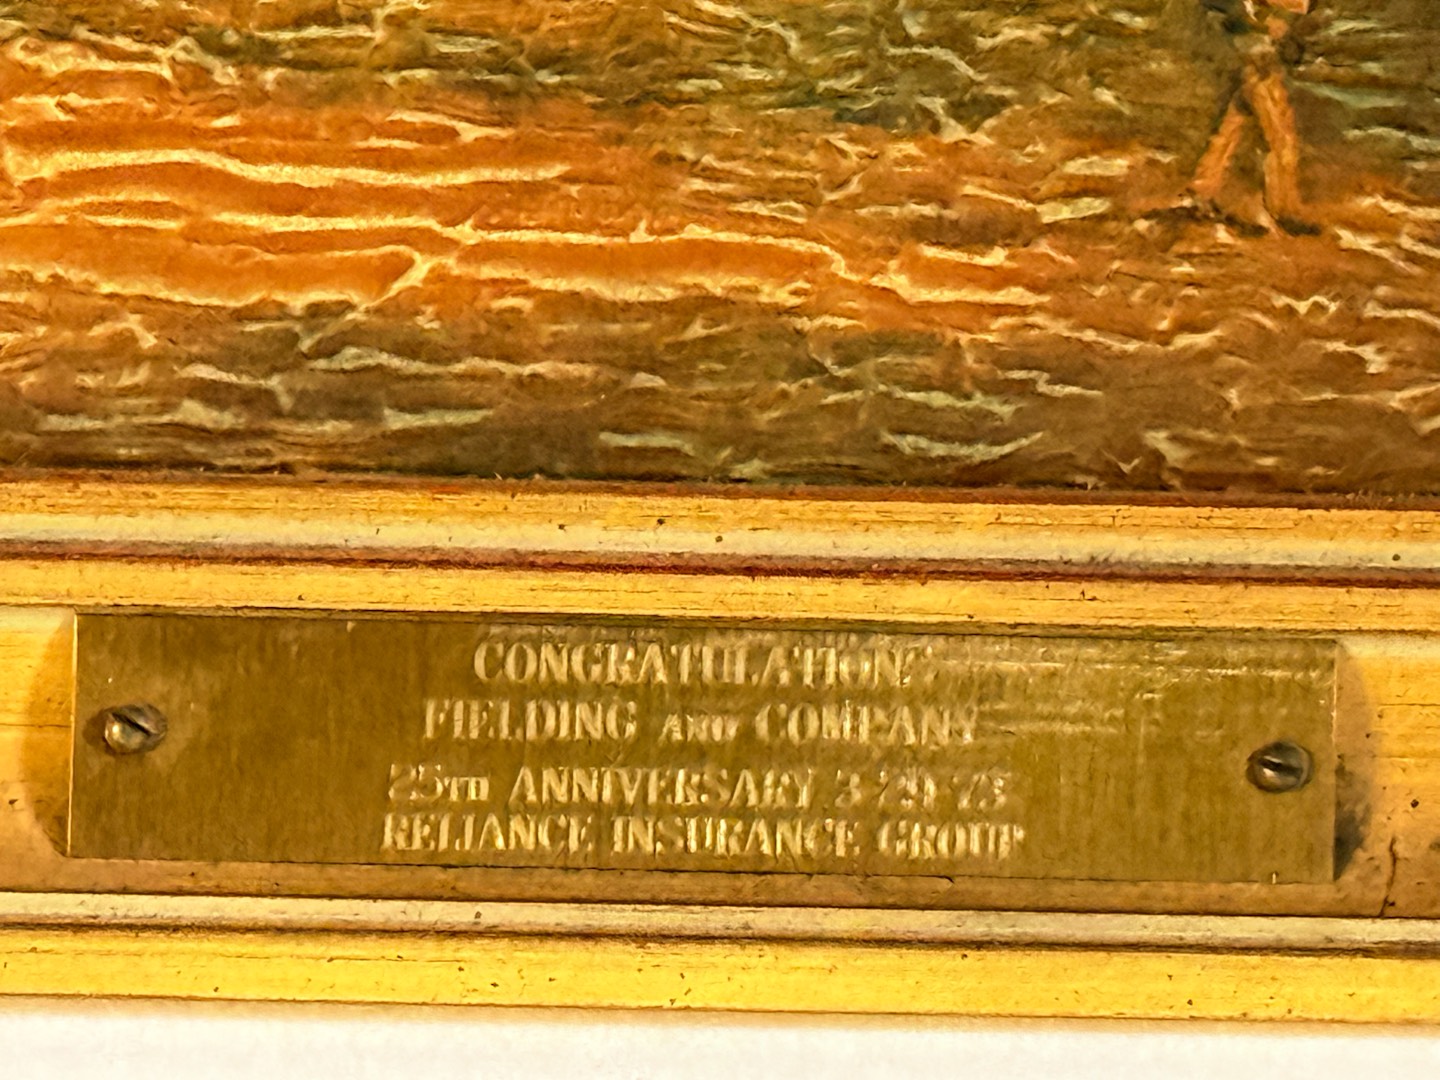 CONGRATULATIONS
FIELDING AND COMPANY
25TH ANNIVERSARY 3-29-73
RELIANCE INSURANCE GROUP